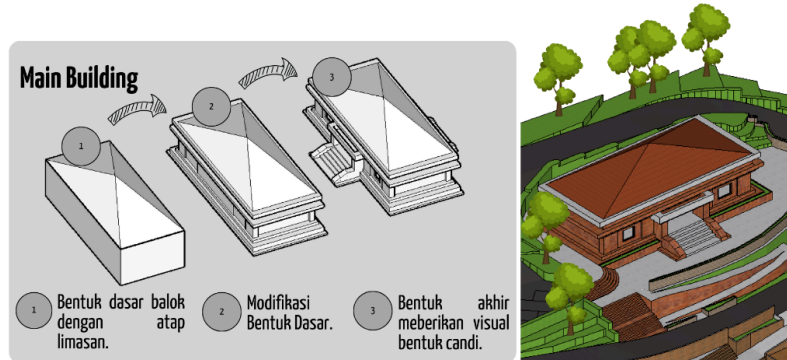 Main Building
1
2
3
1 Bentuk dasar balok
dengan atap
limasan.
2 Modifikasi
Bentuk Dasar.
3 Bentuk akhir
meberikan visual
bentuk candi.